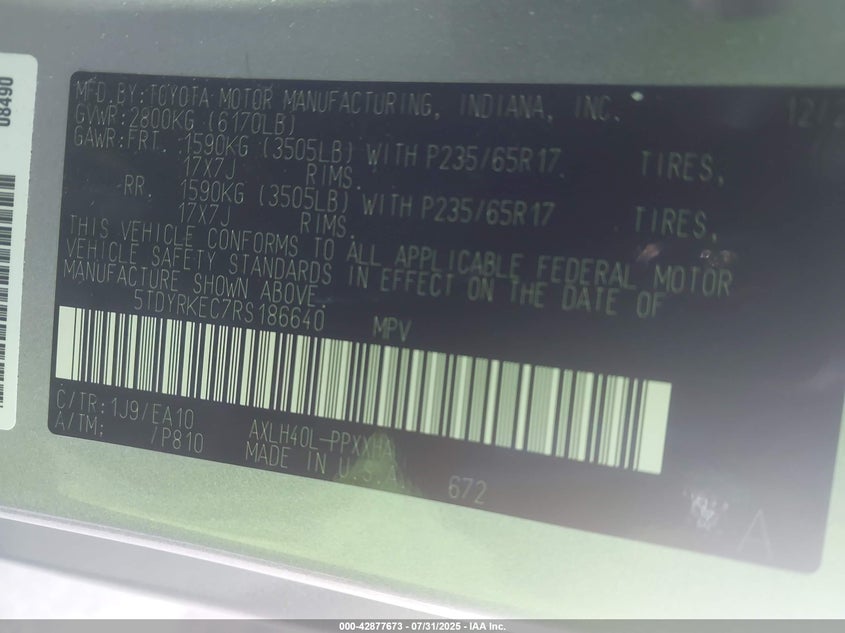 08490
MFD.BY:TOYOTA MOTOR MANUFACTURING, INDIANA, INC. 12/2
GVWR:2800KG (6170LB)
GAWR:FRT. 1590KG (3505LB) WITH P235/65R17 TIRES,
17X7J RIMS.
RR. 1590KG (3505LB) WITH P235/65R17 TIRES,
17X7J RIMS.
THIS VEHICLE CONFORMS TO ALL APPLICABLE FEDERAL MOTOR
VEHICLE SAFETY STANDARDS IN EFFECT ON THE DATE OF
MANUFACTURE SHOWN ABOVE.
5TDYRKEC7RS186640 MPV
C/TR:1J9/EA10 AXLH40L-PPXXHA
A/TM: /P810 MADE IN U.S.A. 672
A
000-42877673 - 07/31/2025 - IAA Inc.